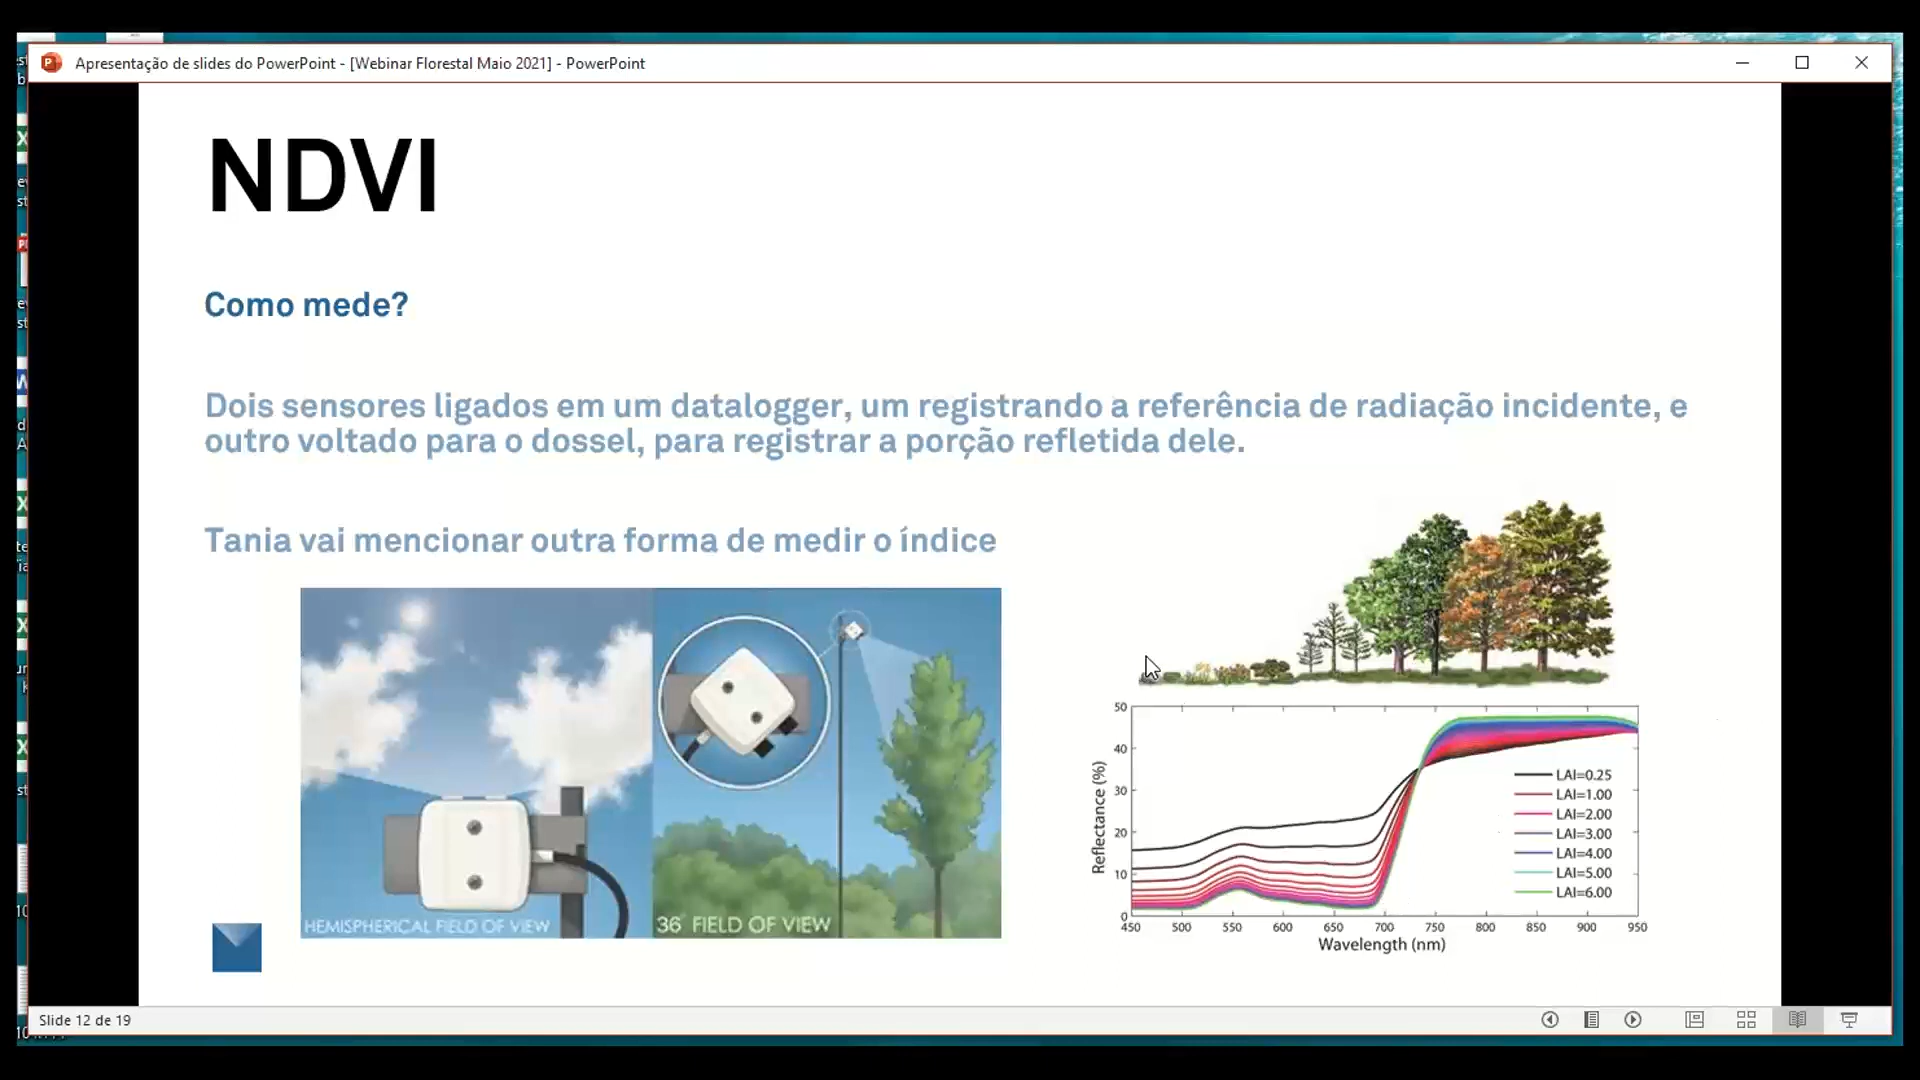 Apresentação de slides do PowerPoint - [Webinar Florestal Maio 2021] - PowerPoint
NDVI
Como mede?
Dois sensores ligados em um datalogger, um registrando a referência de radiação incidente, e
outro voltado para o dossel, para registrar a porção refletida dele.
Tania vai mencionar outra forma de medir o índice
HEMISPHERICAL FIELD OF VIEW
36 FIELD OF VIEW
Reflectance (%)
50
40
30
20
10
0
LAI=0.25
LAI=1.00
LAI=2.00
LAI=3.00
LAI=4.00
LAI=5.00
LAI=6.00
450 500 550 600 650 700 750 800 850 900 950
Wavelength (nm)
Slide 12 de 19